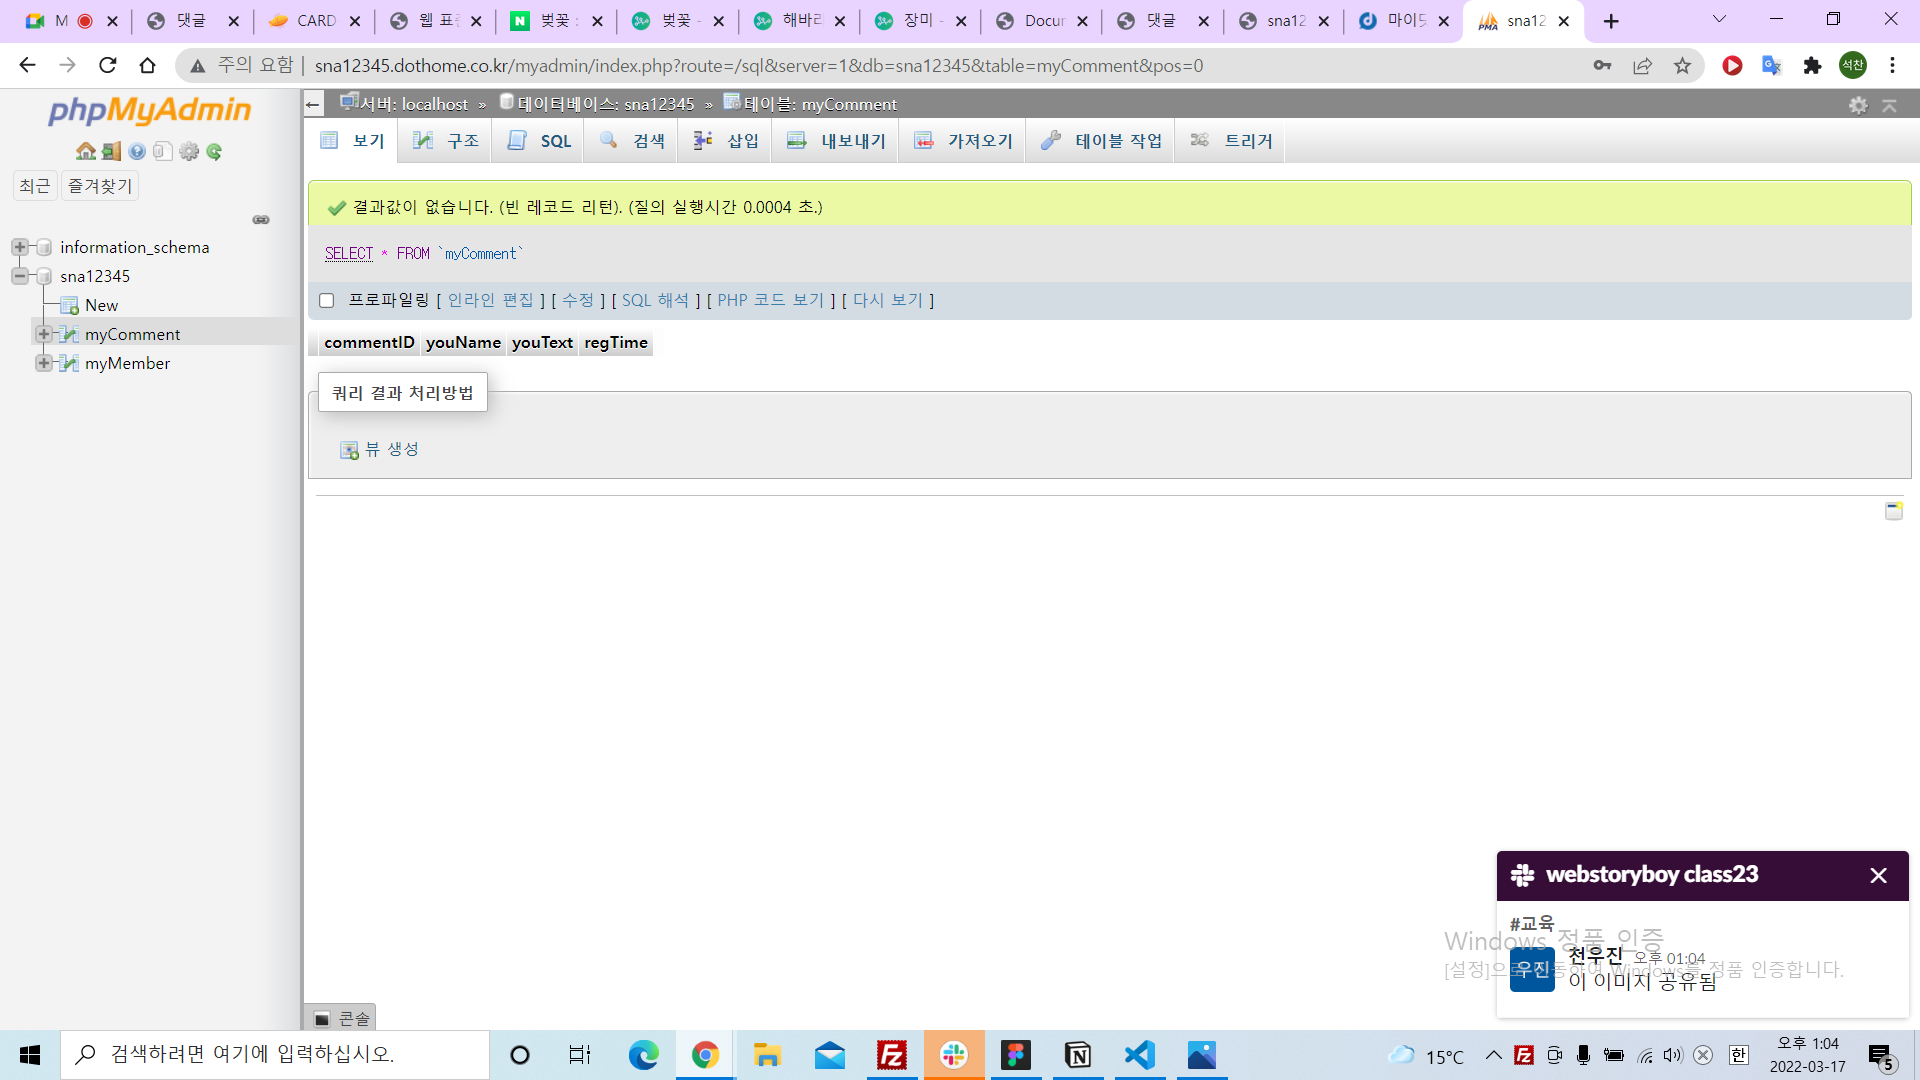 M
댓글
CARD
웹 표준
벚꽃 :
벚꽃 -
해바라
장미 -
Docur
댓글
sna12
마이닷
sna12
주의 요함
sna12345.dothome.co.kr/myadmin/index.php?route=/sql&server=1&db=sna12345&table=myComment&pos=0
석찬
phpMyAdmin
최근
즐겨찾기
information_schema
sna12345
New
myComment
myMember
서버: localhost » 데이터베이스: sna12345 » 테이블: myComment
보기
구조
SQL
검색
삽입
내보내기
가져오기
테이블 작업
트리거
결과값이 없습니다. (빈 레코드 리턴). (질의 실행시간 0.0004 초.)
SELECT * FROM `myComment`
프로파일링 [ 인라인 편집 ] [ 수정 ] [ SQL 해석 ] [ PHP 코드 보기 ] [ 다시 보기 ]
commentID youName youText regTime
쿼리 결과 처리방법
뷰 생성
콘솔
webstoryboy class23
#교육
우진
천우진 오후 01:04
이 이미지 공유됨
Windows 정품 인증
[설정]으로 이동하여 Windows를 정품 인증합니다.
검색하려면 여기에 입력하십시오.
15°C
한
오후 1:04
2022-03-17
5